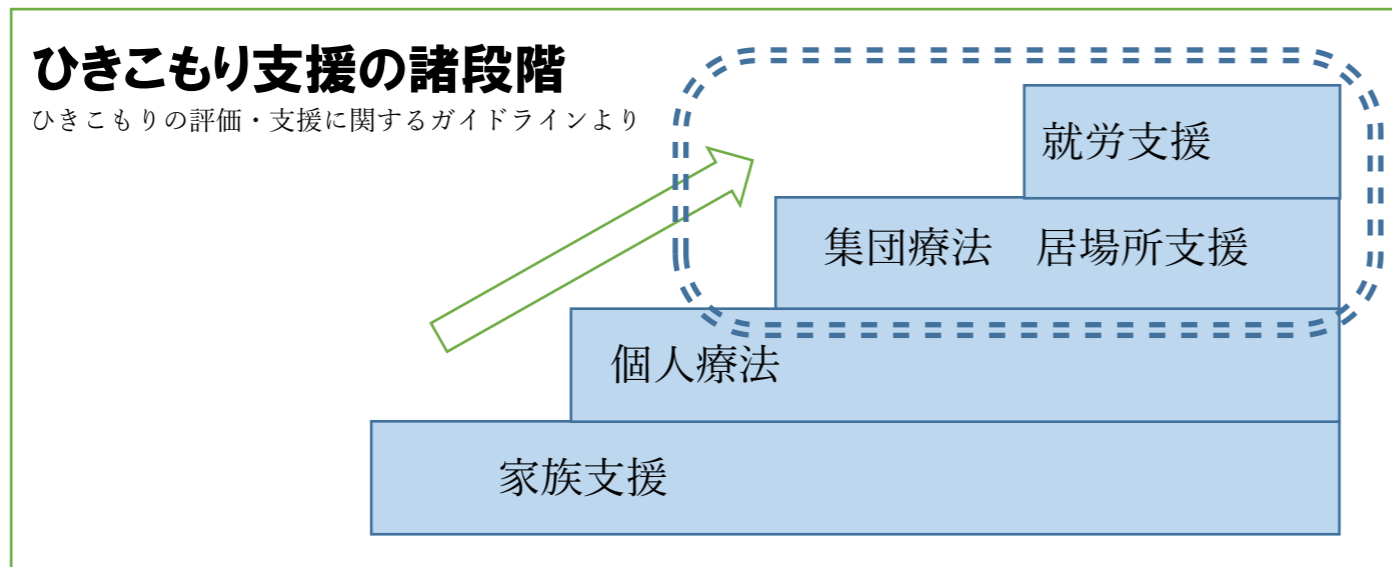 ひきこもり支援の諸段階
ひきこもりの評価・支援に関するガイドラインより
就労支援
集団療法　居場所支援
個人療法
家族支援